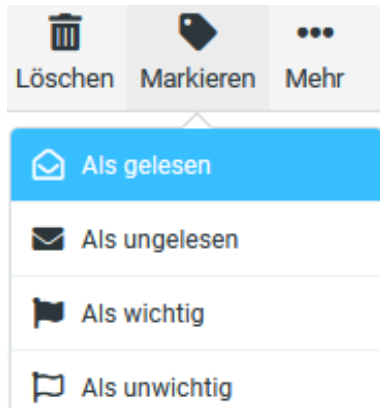 Löschen Markieren Mehr
Als gelesen
Als ungelesen
Als wichtig
Als unwichtig